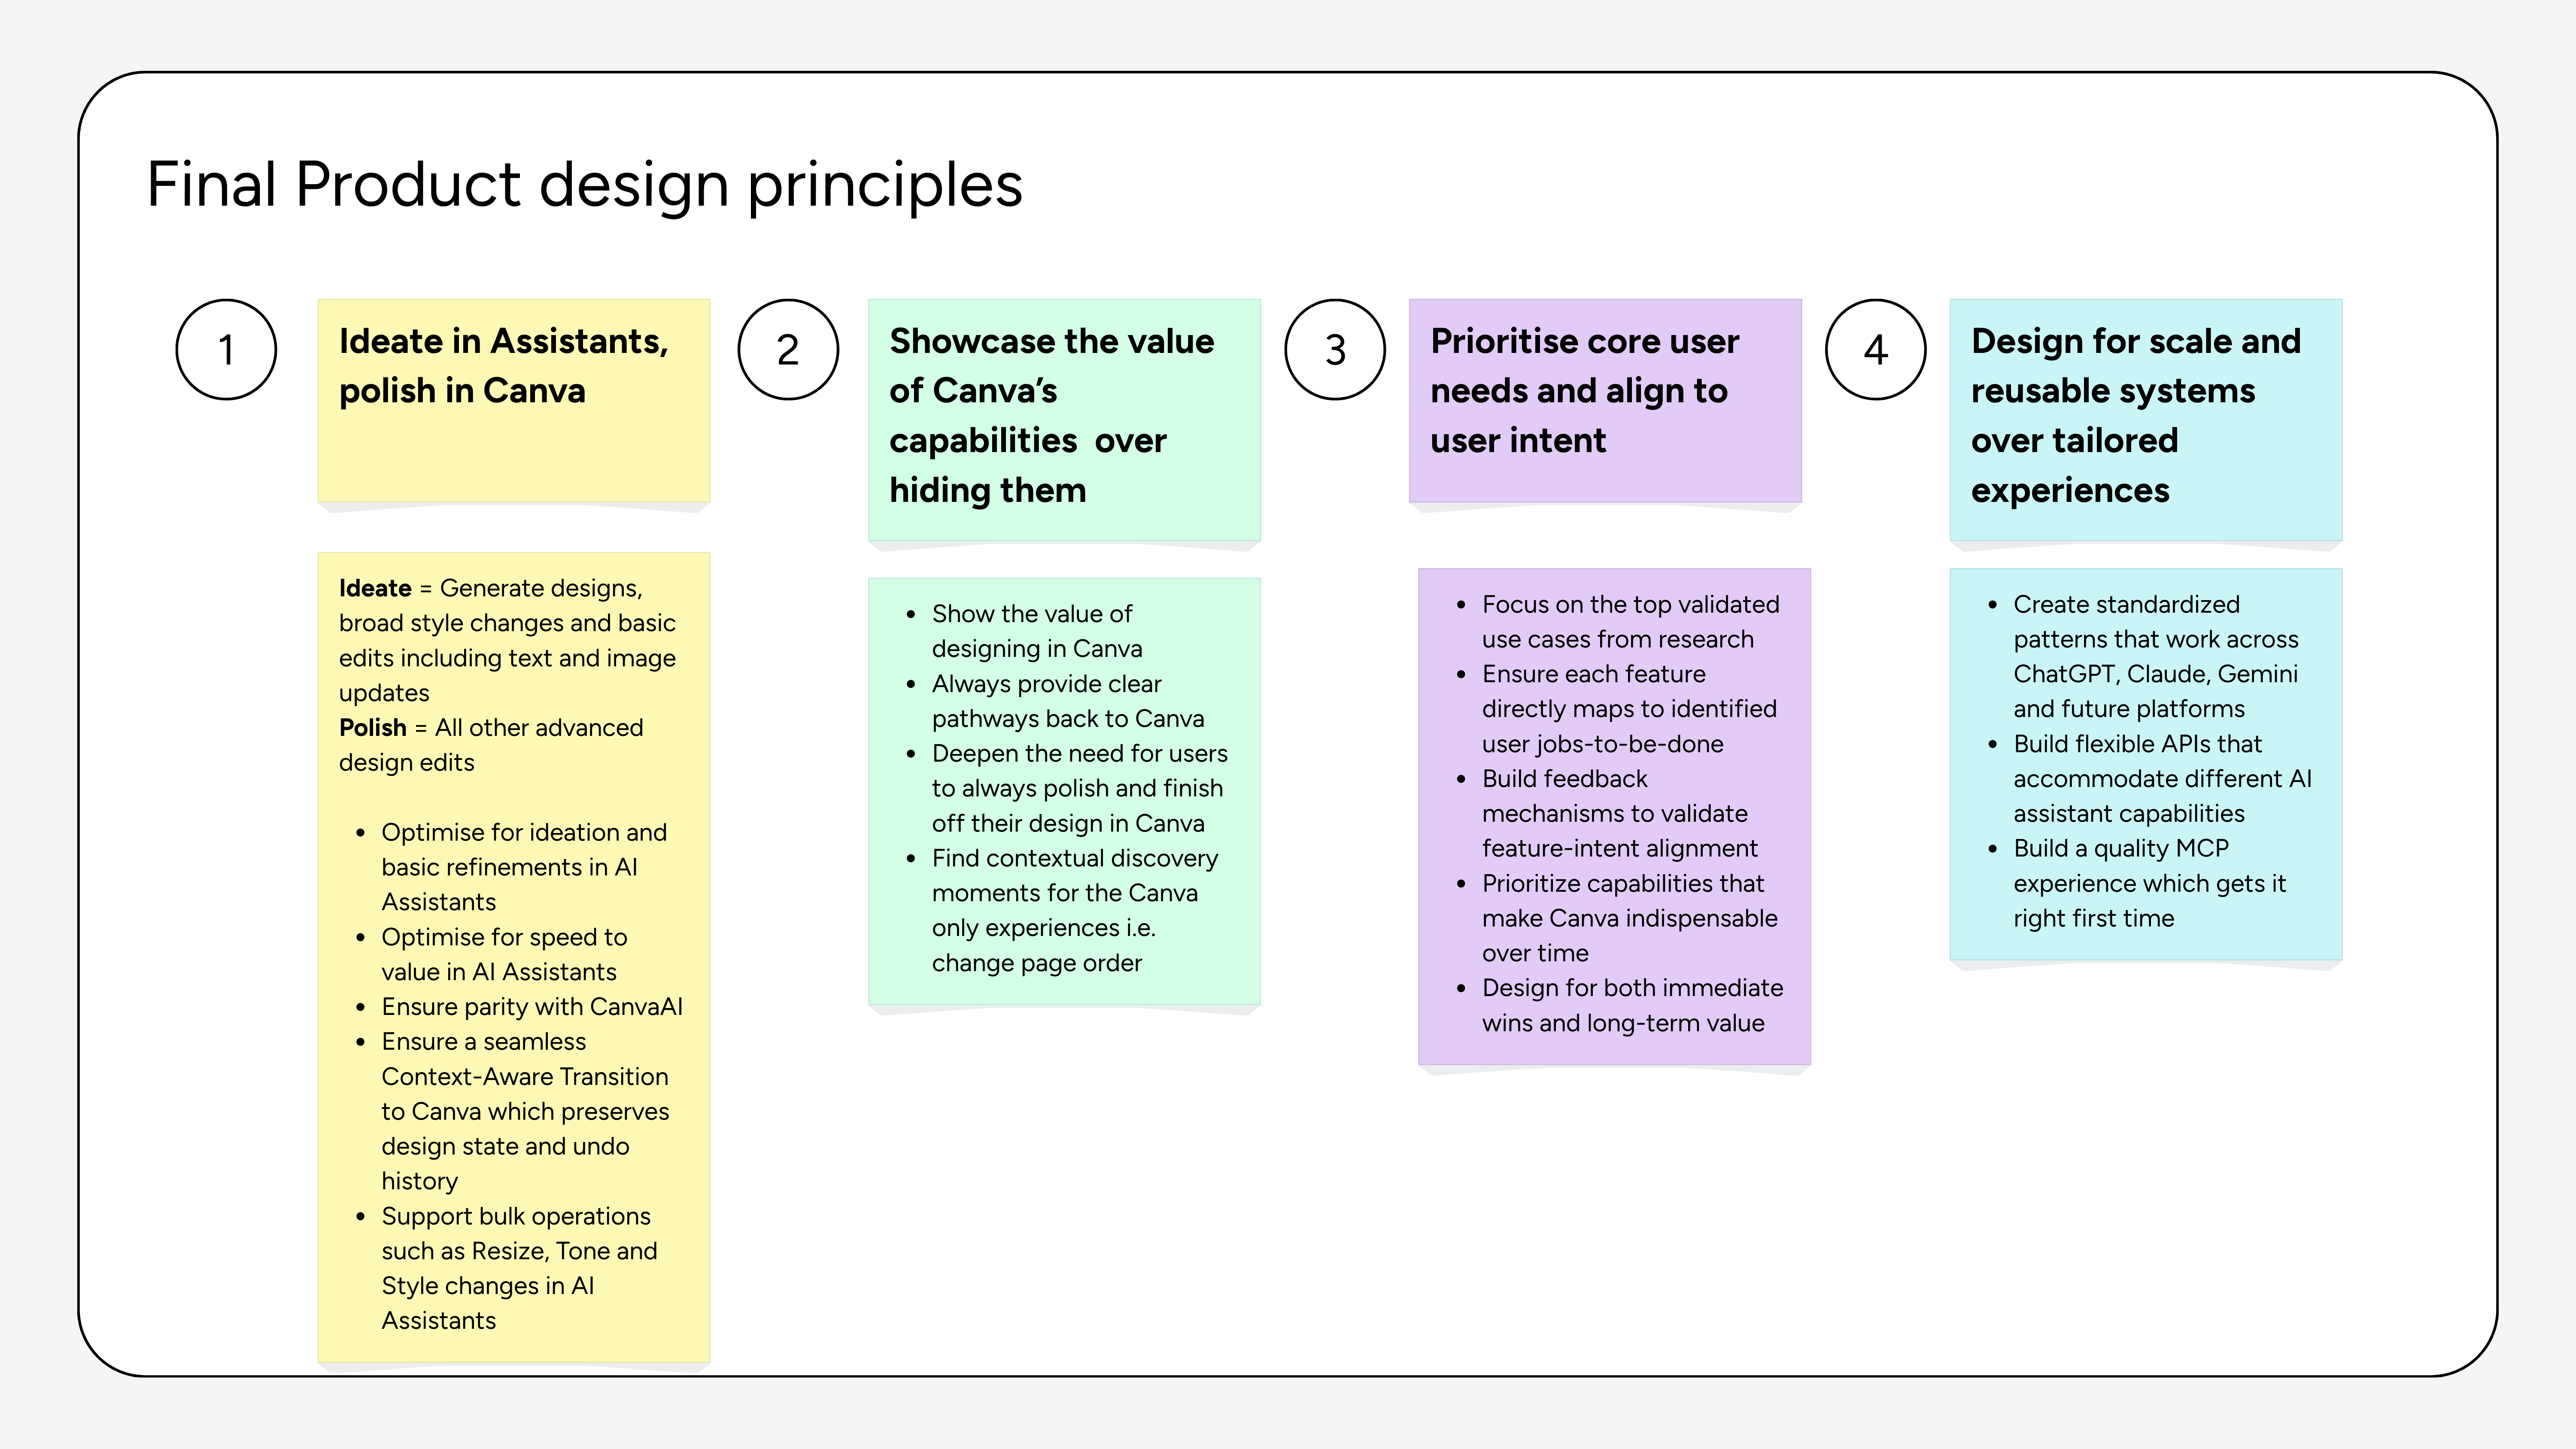 Final Product design principles
1
Ideate in Assistants,
polish in Canva
Ideate = Generate designs,
broad style changes and basic
edits including text and image
updates
Polish = All other advanced
design edits
• Optimise for ideation and
basic refinements in AI
Assistants
• Optimise for speed to
value in AI Assistants
• Ensure parity with CanvaAI
• Ensure a seamless
Context-Aware Transition
to Canva which preserves
design state and undo
history
• Support bulk operations
such as Resize, Tone and
Style changes in AI
Assistants
2
Showcase the value
of Canva’s
capabilities  over
hiding them
• Show the value of
designing in Canva
• Always provide clear
pathways back to Canva
• Deepen the need for users
to always polish and finish
off their design in Canva
• Find contextual discovery
moments for the Canva
only experiences i.e.
change page order
3
Prioritise core user
needs and align to
user intent
• Focus on the top validated
use cases from research
• Ensure each feature
directly maps to identified
user jobs-to-be-done
• Build feedback
mechanisms to validate
feature-intent alignment
• Prioritize capabilities that
make Canva indispensable
over time
• Design for both immediate
wins and long-term value
4
Design for scale and
reusable systems
over tailored
experiences
• Create standardized
patterns that work across
ChatGPT, Claude, Gemini
and future platforms
• Build flexible APIs that
accommodate different AI
assistant capabilities
• Build a quality MCP
experience which gets it
right first time